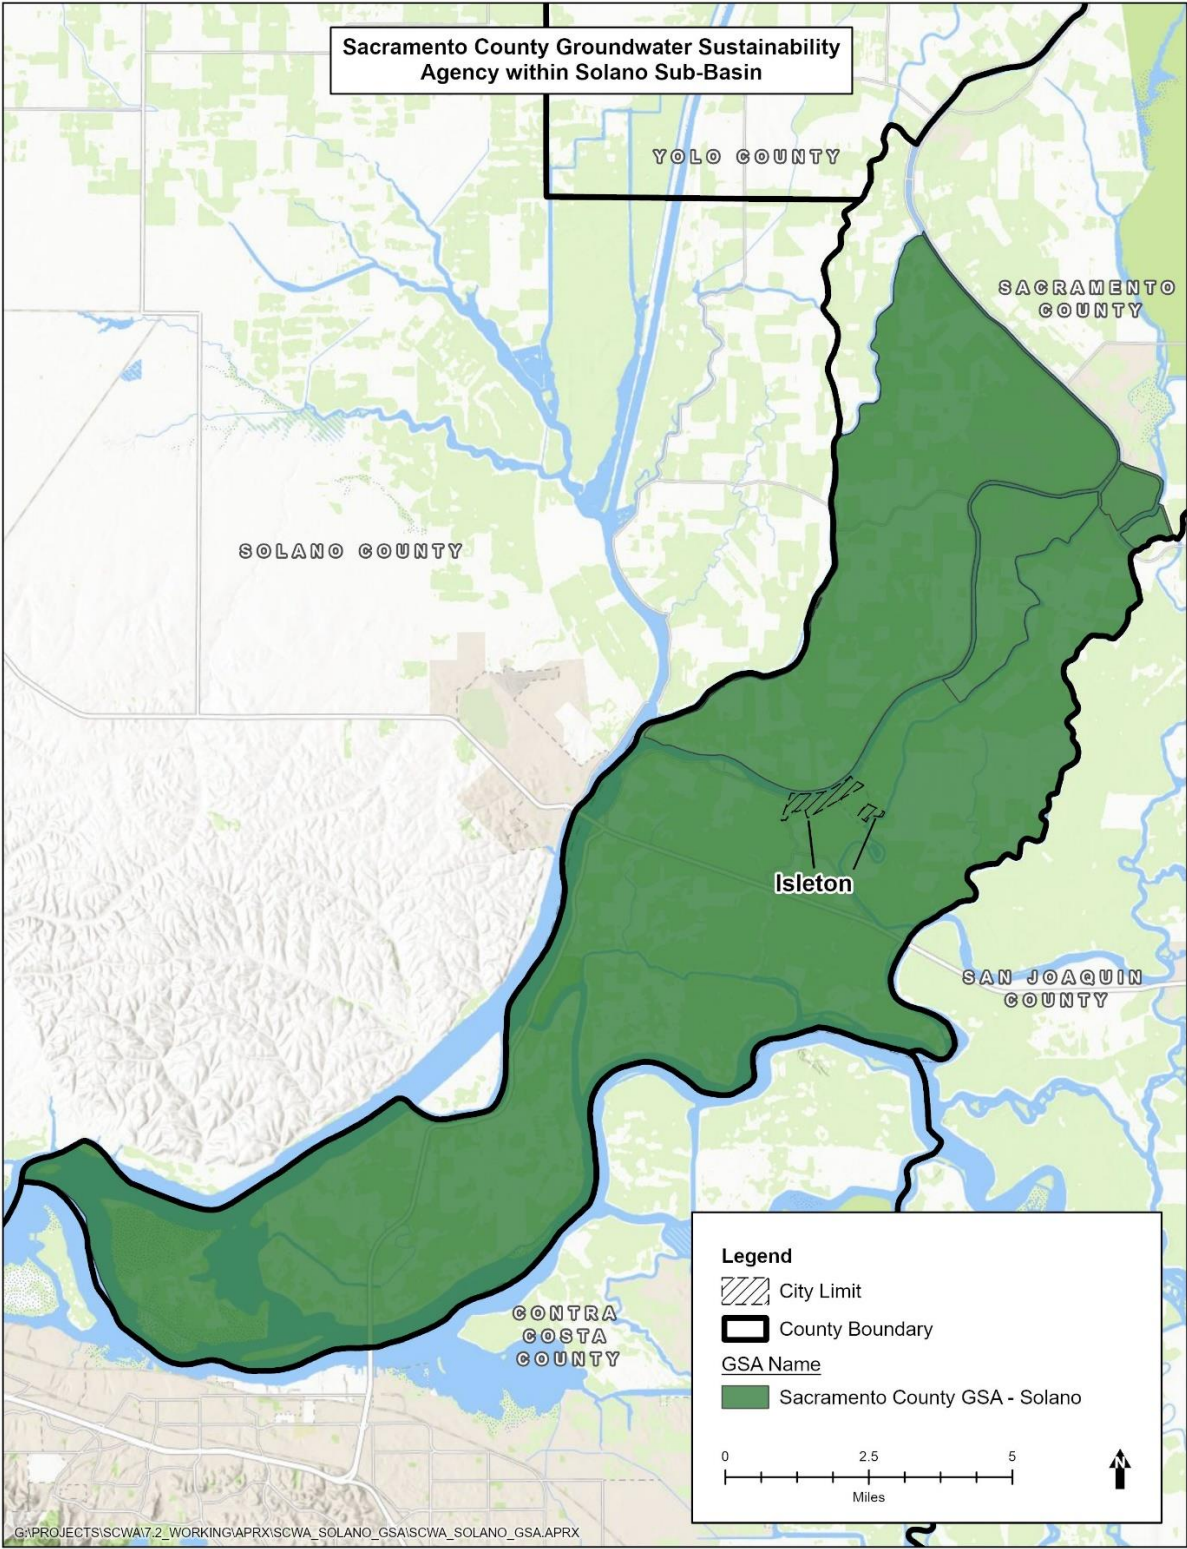 Sacramento County Groundwater Sustainability
Agency within Solano Sub-Basin
YOLO COUNTY
SACRAMENTO
COUNTY
SOLANO COUNTY
Isleton
SAN JOAQUIN
COUNTY
CONTRA
COSTA
COUNTY
Legend
City Limit
County Boundary
GSA Name
Sacramento County GSA - Solano
0 2.5 5
Miles
N
G:\PROJECTS\SCWA\7.2_WORKING\APRX\SCWA_SOLANO_GSA\SCWA_SOLANO_GSA.APRX